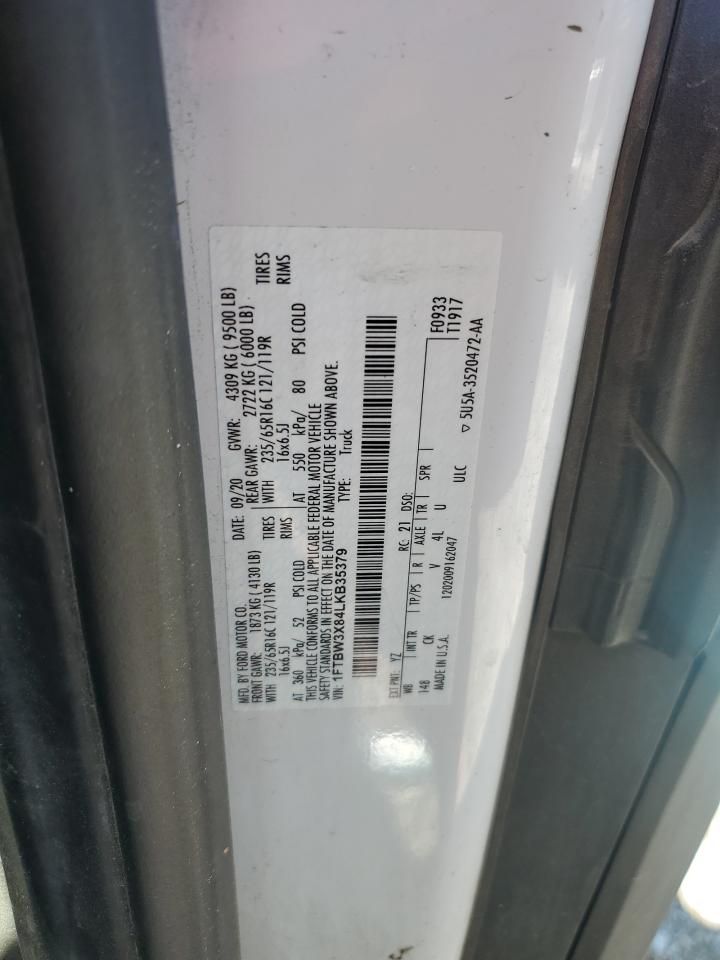 MFD. BY FORD MOTOR CO.
DATE: 09/20 GVWR: 4309 KG ( 9500 LB)
FRONT GAWR: 1873 KG ( 4130 LB) REAR GAWR: 2722 KG ( 6000 LB)
WITH 235/65R16C 121/119R TIRES WITH 235/65R16C 121/119R TIRES
16x6.5J RIMS 16x6.5J RIMS
AT 360 kPa/ 52 PSI COLD AT 550 kPa/ 80 PSI COLD
THIS VEHICLE CONFORMS TO ALL APPLICABLE FEDERAL MOTOR VEHICLE
SAFETY STANDARDS IN EFFECT ON THE DATE OF MANUFACTURE SHOWN ABOVE.
VIN: 1FTBW3X84LKB35379 TYPE: Truck
EXT PNT: YZ RC: 21 DSO: F0933
WB INT TR TP/PS R AXLE TR SPR T1917
148 CK V 4L U
MADE IN U.S.A. 1202009162047 ULC ▽ 5U5A-3520472-AA